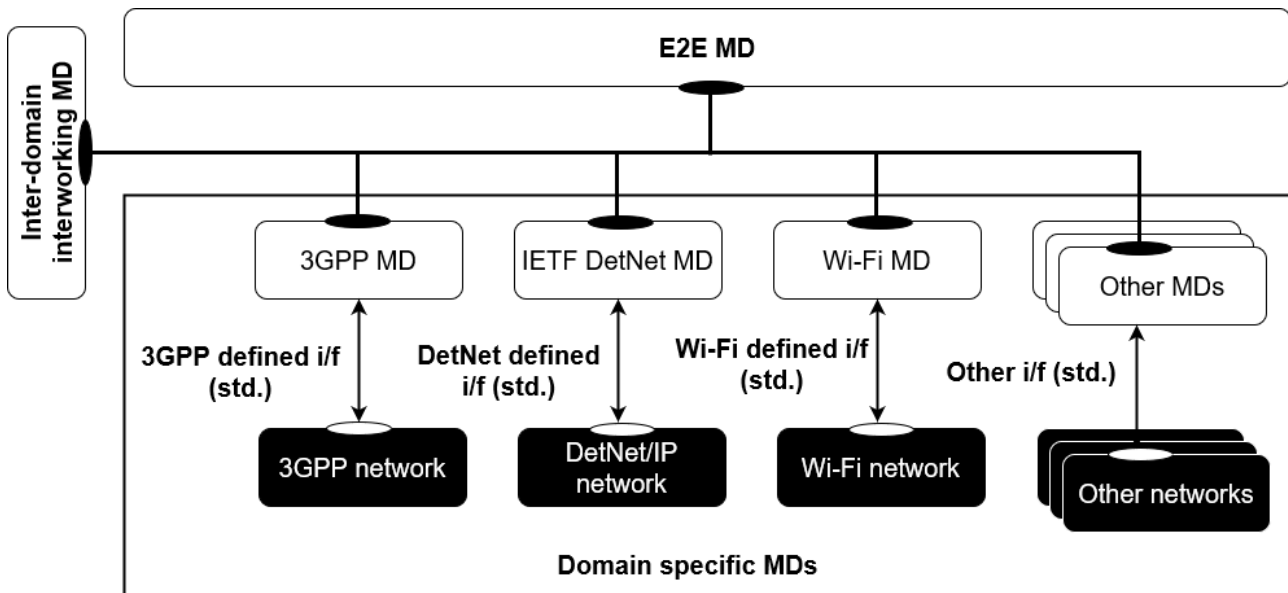 E2E MD
Inter-domain
interworking MD
3GPP MD
IETF DetNet MD
Wi-Fi MD
Other MDs
3GPP defined i/f
(std.)
DetNet defined
i/f (std.)
Wi-Fi defined i/f
(std.)
Other i/f (std.)
3GPP network
DetNet/IP
network
Wi-Fi network
Other networks
Domain specific MDs